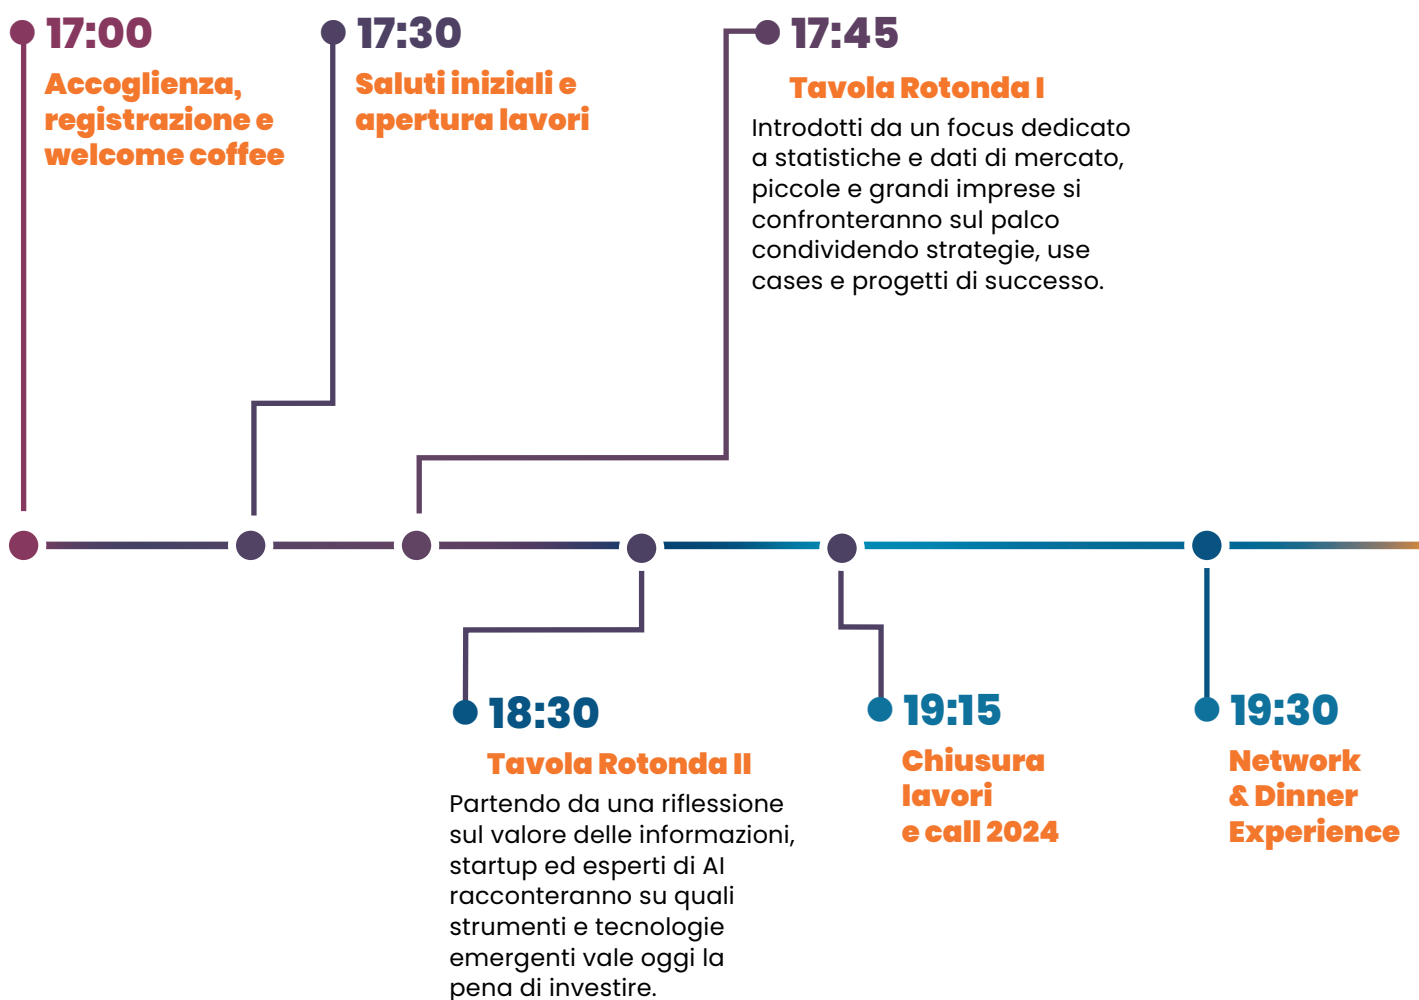 17:00
Accoglienza,
registrazione e
welcome coffee
17:30
Saluti iniziali e
apertura lavori
17:45
Tavola Rotonda I
Introdotti da un focus dedicato
a statistiche e dati di mercato,
piccole e grandi imprese si
confronteranno sul palco
condividendo strategie, use
cases e progetti di successo.
18:30
Tavola Rotonda II
Partendo da una riflessione
sul valore delle informazioni,
startup ed esperti di AI
racconteranno su quali
strumenti e tecnologie
emergenti vale oggi la
pena di investire.
19:15
Chiusura
lavori
e call 2024
19:30
Network
& Dinner
Experience